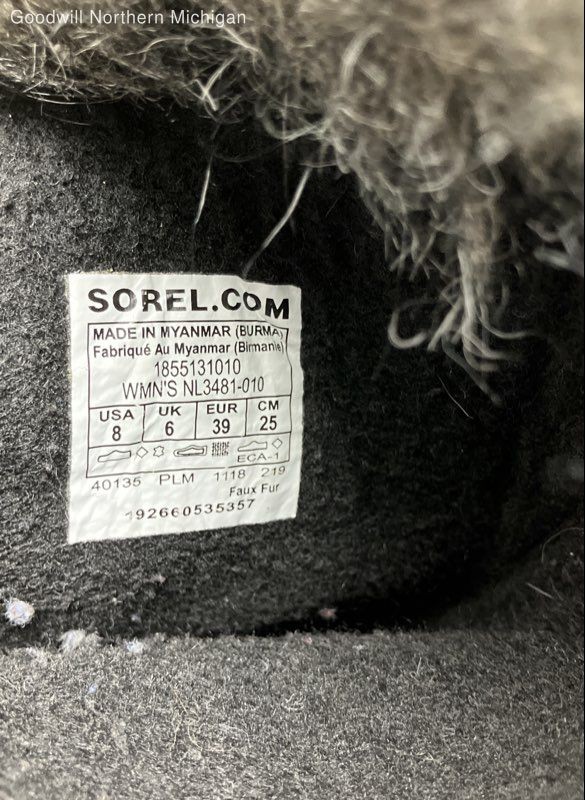 Goodwill Northern Michigan
SOREL.COM
MADE IN MYANMAR (BURMA)
Fabriqué Au Myanmar (Birmanie)
1855131010
WMN'S NL3481-010
USA UK EUR CM
8 6 39 25
ECA-1
40135 PLM 1118 219
Faux Fur
192660535357